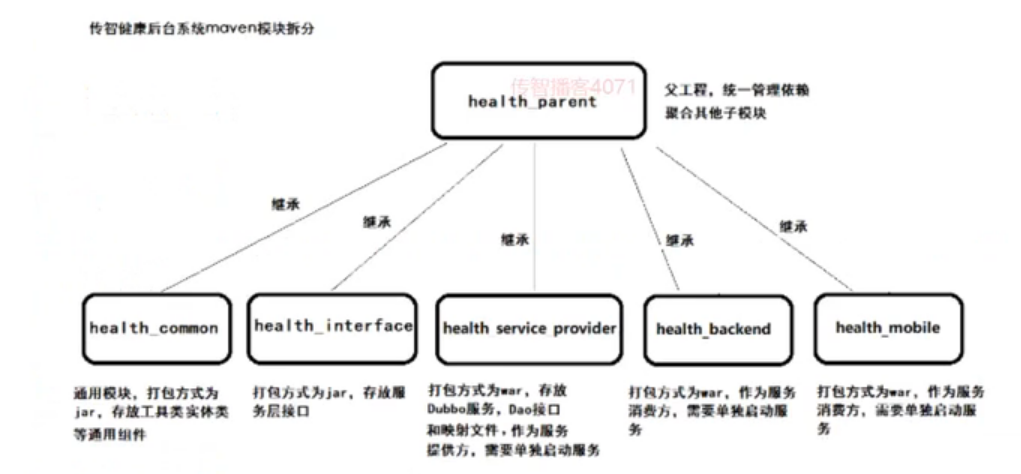 传智健康后台系统maven模块拆分
传智播客4071
health_parent
父工程，统一管理依赖
聚合其他子模块
继承
继承
继承
继承
继承
health_common
health_interface
health_service_provider
health_backend
health_mobile
通用模块，打包方式为
jar，存放工具类实体类
等通用组件
打包方式为jar，存放服
务层接口
打包方式为war，存放
Dubbo服务，Dao接口
和映射文件，作为服务
提供方，需要单独启动服务
打包方式为war，作为服务
消费方，需要单独启动服
务
打包方式为war，作为服务
消费方，需要单独启动服
务